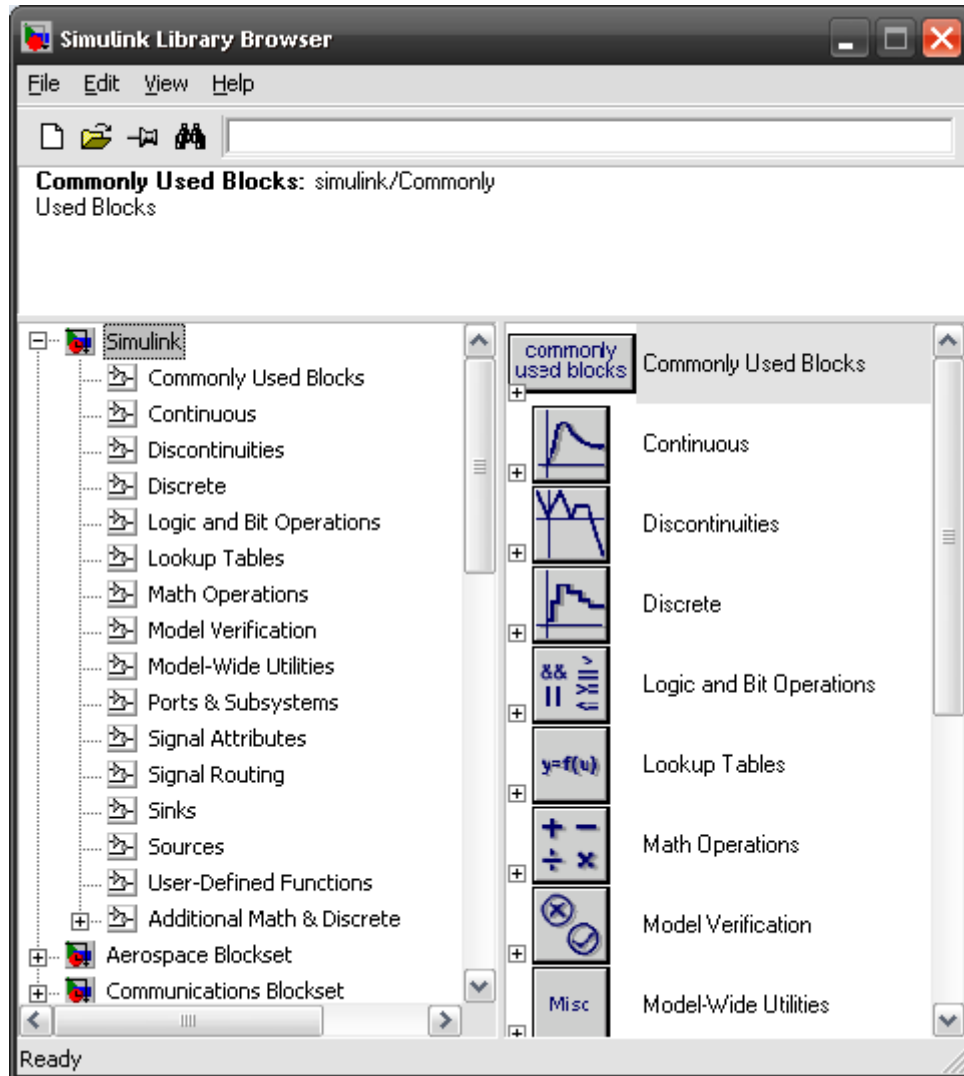 Simulink Library Browser
File Edit View Help
Commonly Used Blocks: simulink/Commonly
Used Blocks
Simulink
Commonly Used Blocks
Continuous
Discontinuities
Discrete
Logic and Bit Operations
Lookup Tables
Math Operations
Model Verification
Model-Wide Utilities
Ports & Subsystems
Signal Attributes
Signal Routing
Sinks
Sources
User-Defined Functions
Additional Math & Discrete
Aerospace Blockset
Communications Blockset
commonly
used blocks
Commonly Used Blocks
Continuous
Discontinuities
Discrete
&& >
|| >=
<=
Logic and Bit Operations
y=f(u)
Lookup Tables
+ −
÷ ×
Math Operations
Model Verification
Misc
Model-Wide Utilities
Ready